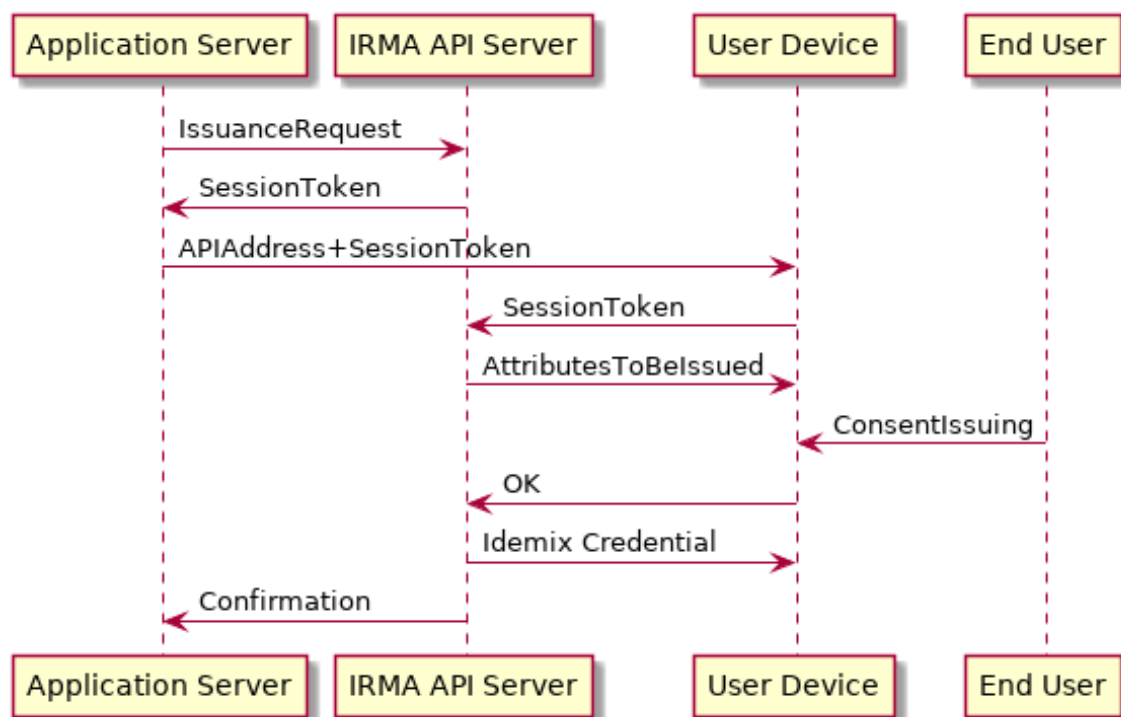 Application Server
IRMA API Server
User Device
End User
IssuanceRequest
SessionToken
APIAddress+SessionToken
SessionToken
AttributesToBeIssued
ConsentIssuing
OK
Idemix Credential
Confirmation
Application Server
IRMA API Server
User Device
End User